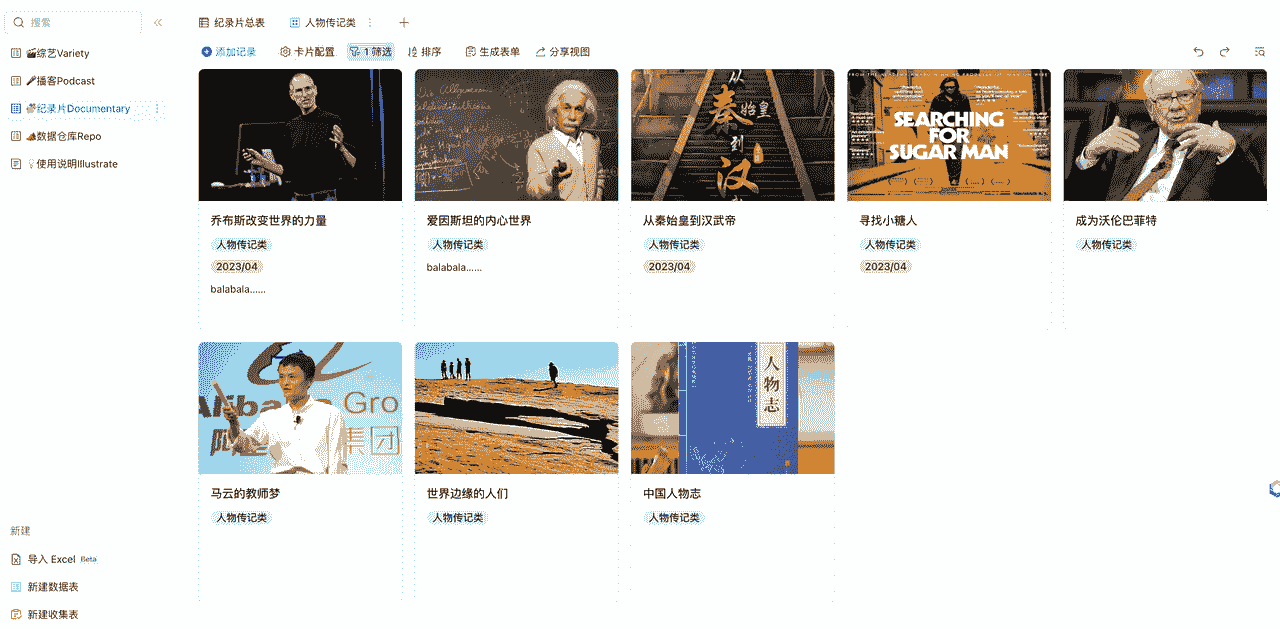 搜索
纪录片总表
人物传记类
🎬综艺Variety
🎤播客Podcast
纪录片Documentary
数据仓库Repo
💡使用说明Illustrate
添加记录
卡片配置
1 筛选
排序
生成表单
分享视图
乔布斯改变世界的力量
人物传记类
2023/04
balabala......
爱因斯坦的内心世界
人物传记类
balabala......
从
秦
始皇
到
汉
从秦始皇到汉武帝
人物传记类
2023/04
SEARCHING
FOR
SUGAR MAN
寻找小糖人
人物传记类
2023/04
成为沃伦巴菲特
人物传记类
Alibaba Gro
集团
马云的教师梦
人物传记类
世界边缘的人们
人物传记类
人物志
中国人物志
人物传记类
新建
导入 Excel Beta
新建数据表
新建收集表